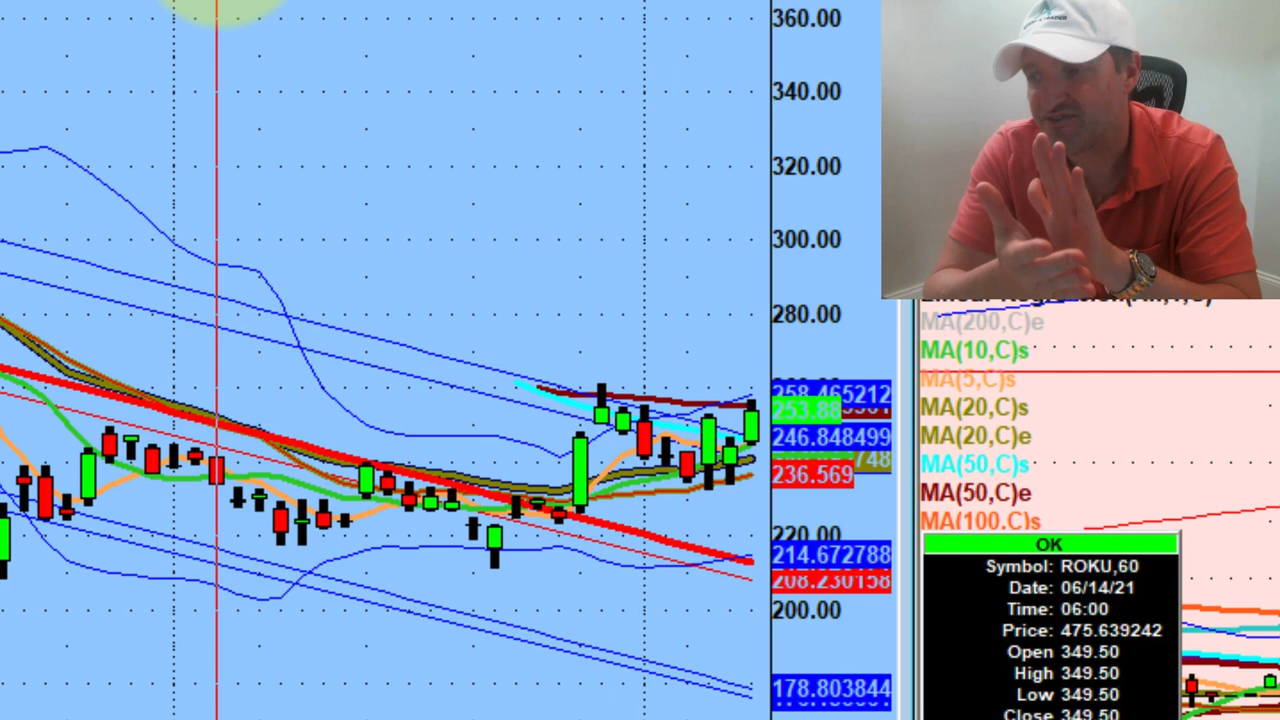 360.00
340.00
320.00
300.00
280.00
258.465212
253.88
246.848499
748
236.569
220.00
214.672788
208.230158
200.00
178.803844
MA(200,C)e
MA(10,C)s
MA(5,C)s
MA(20,C)s
MA(20,C)e
MA(50,C)s
MA(50,C)e
MA(100,C)s
OK
Symbol: ROKU,60
Date: 06/14/21
Time: 06:00
Price: 475.639242
Open 349.50
High 349.50
Low 349.50
Close 349.50